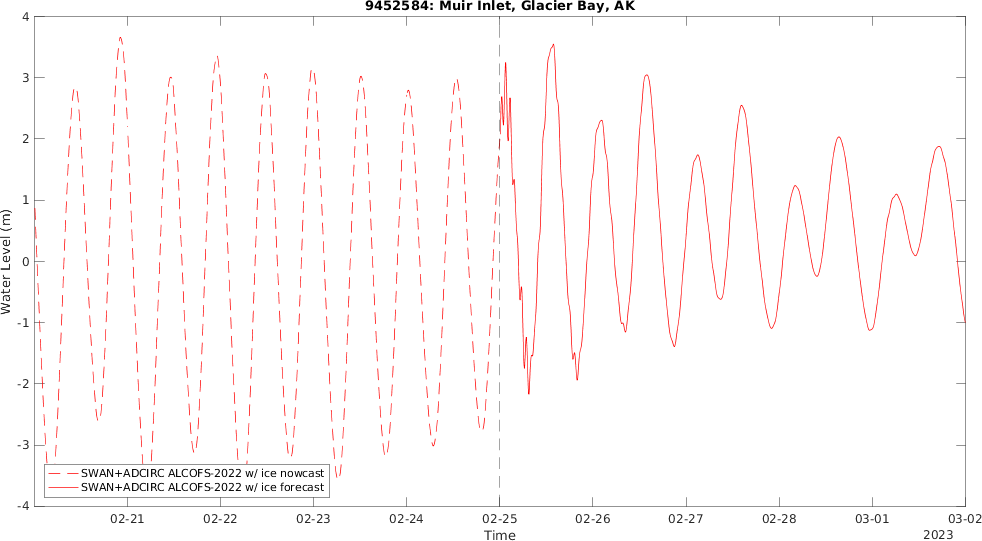 9452584: Muir Inlet, Glacier Bay, AK
Water Level (m)
4
3
2
1
0
-1
-2
-3
-4
SWAN+ADCIRC ALCOFS-2022 w/ ice nowcast
SWAN+ADCIRC ALCOFS-2022 w/ ice forecast
02-21 02-22 02-23 02-24 02-25 02-26 02-27 02-28 03-01 03-02
Time
2023